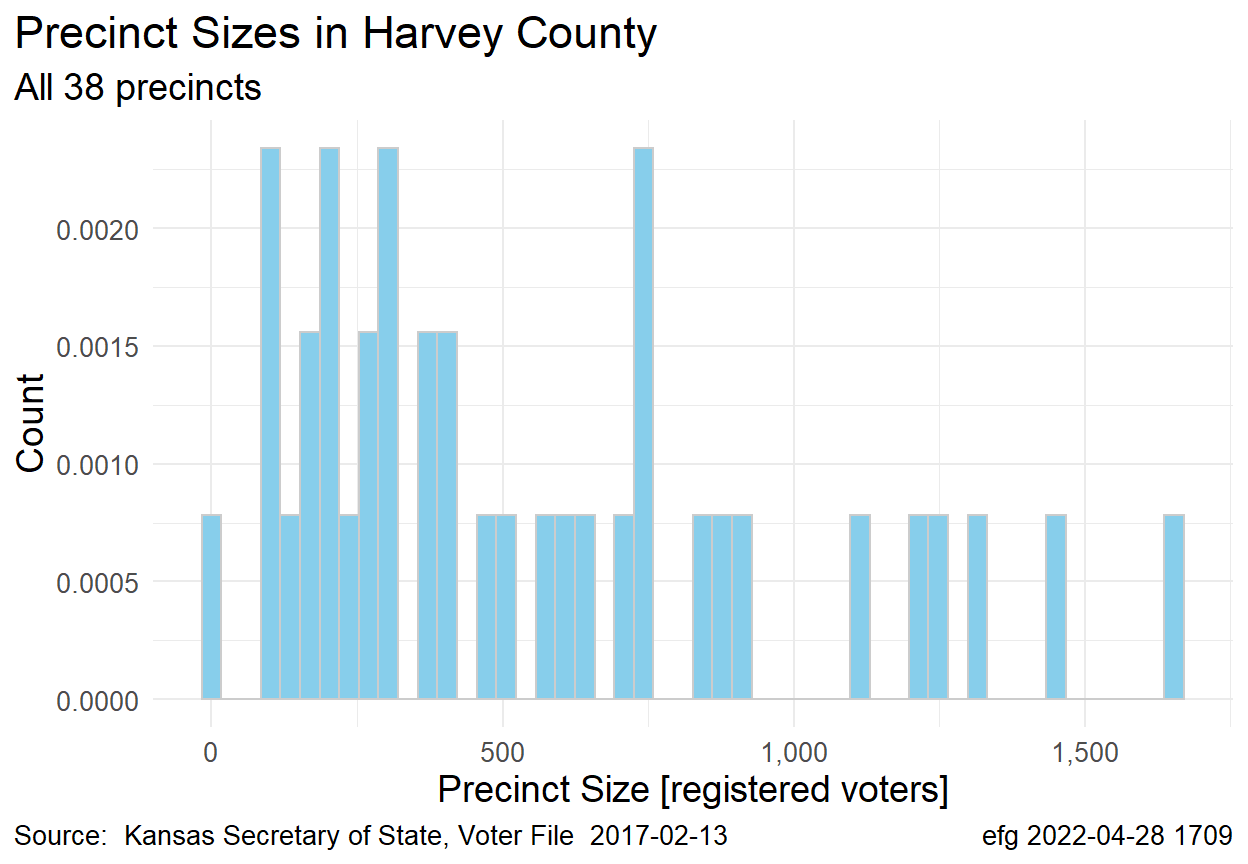 Precinct Sizes in Harvey County
All 38 precincts
Count
0.0020
0.0015
0.0010
0.0005
0.0000
0 500 1,000 1,500
Precinct Size [registered voters]
Source:  Kansas Secretary of State, Voter File  2017-02-13
efg 2022-04-28 1709